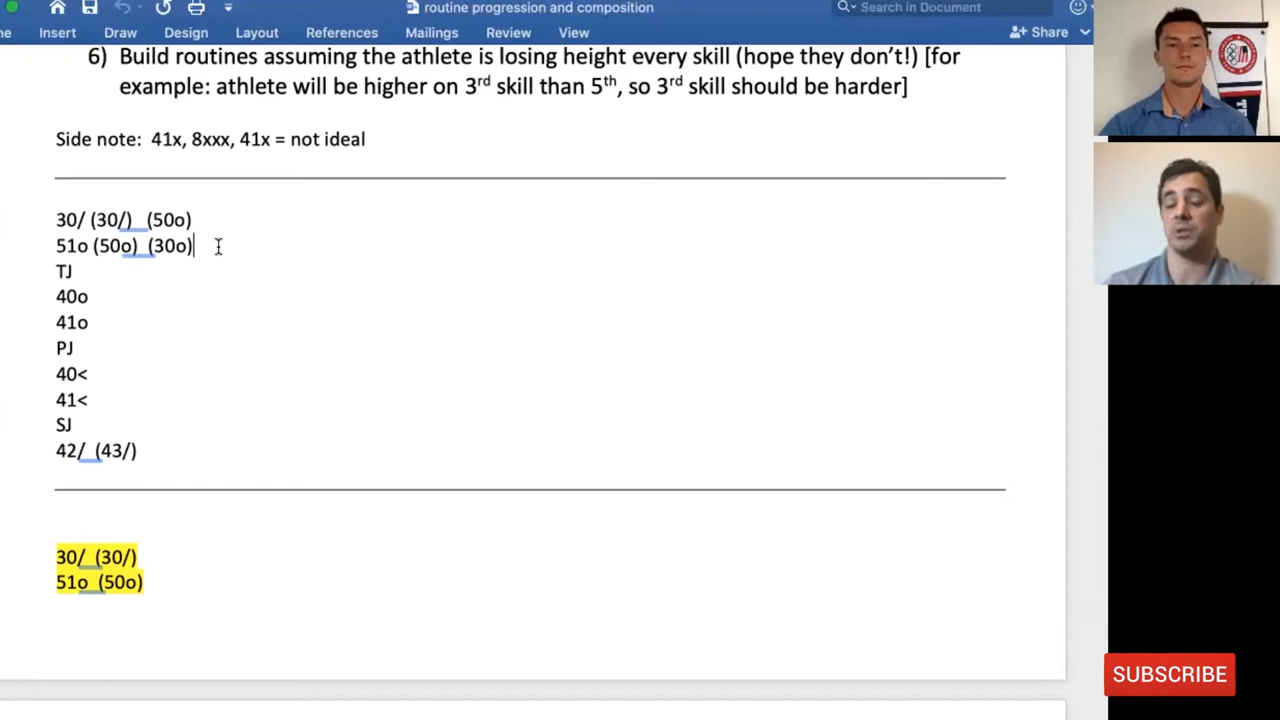 routine progression and composition
Search in Document
Insert Draw Design Layout References Mailings Review View Share
6) Build routines assuming the athlete is losing height every skill (hope they don't!) [for
example: athlete will be higher on 3rd skill than 5th, so 3rd skill should be harder]
Side note: 41x, 8xxx, 41x = not ideal
30/ (30/) (50o)
51o (50o) (30o)
TJ
40o
41o
PJ
40<
41<
SJ
42/ (43/)
30/ (30/)
51o (50o)
SUBSCRIBE